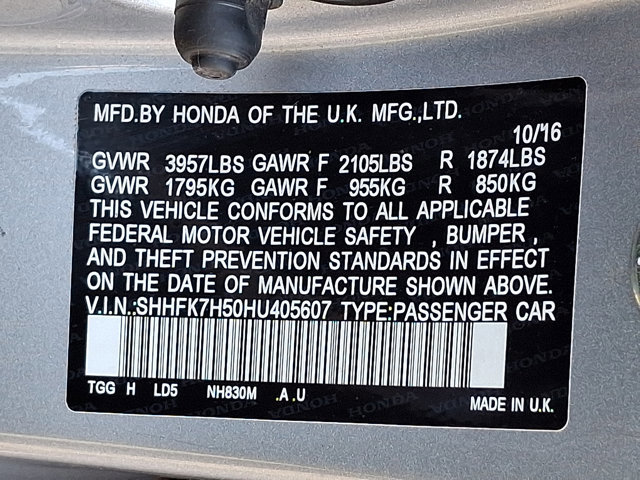 MFD.BY HONDA OF THE U.K. MFG.,LTD.
10/'16
GVWR 3957LBS GAWR F 2105LBS R 1874LBS
GVWR 1795KG GAWR F 955KG R 850KG
THIS VEHICLE CONFORMS TO ALL APPLICABLE
FEDERAL MOTOR VEHICLE SAFETY , BUMPER ,
AND THEFT PREVENTION STANDARDS IN EFFECT
ON THE DATE OF MANUFACTURE SHOWN ABOVE.
V.I.N.:SHHFK7H50HU405607 TYPE:PASSENGER CAR
TGG H LD5 NH830M .A .U
MADE IN U.K.